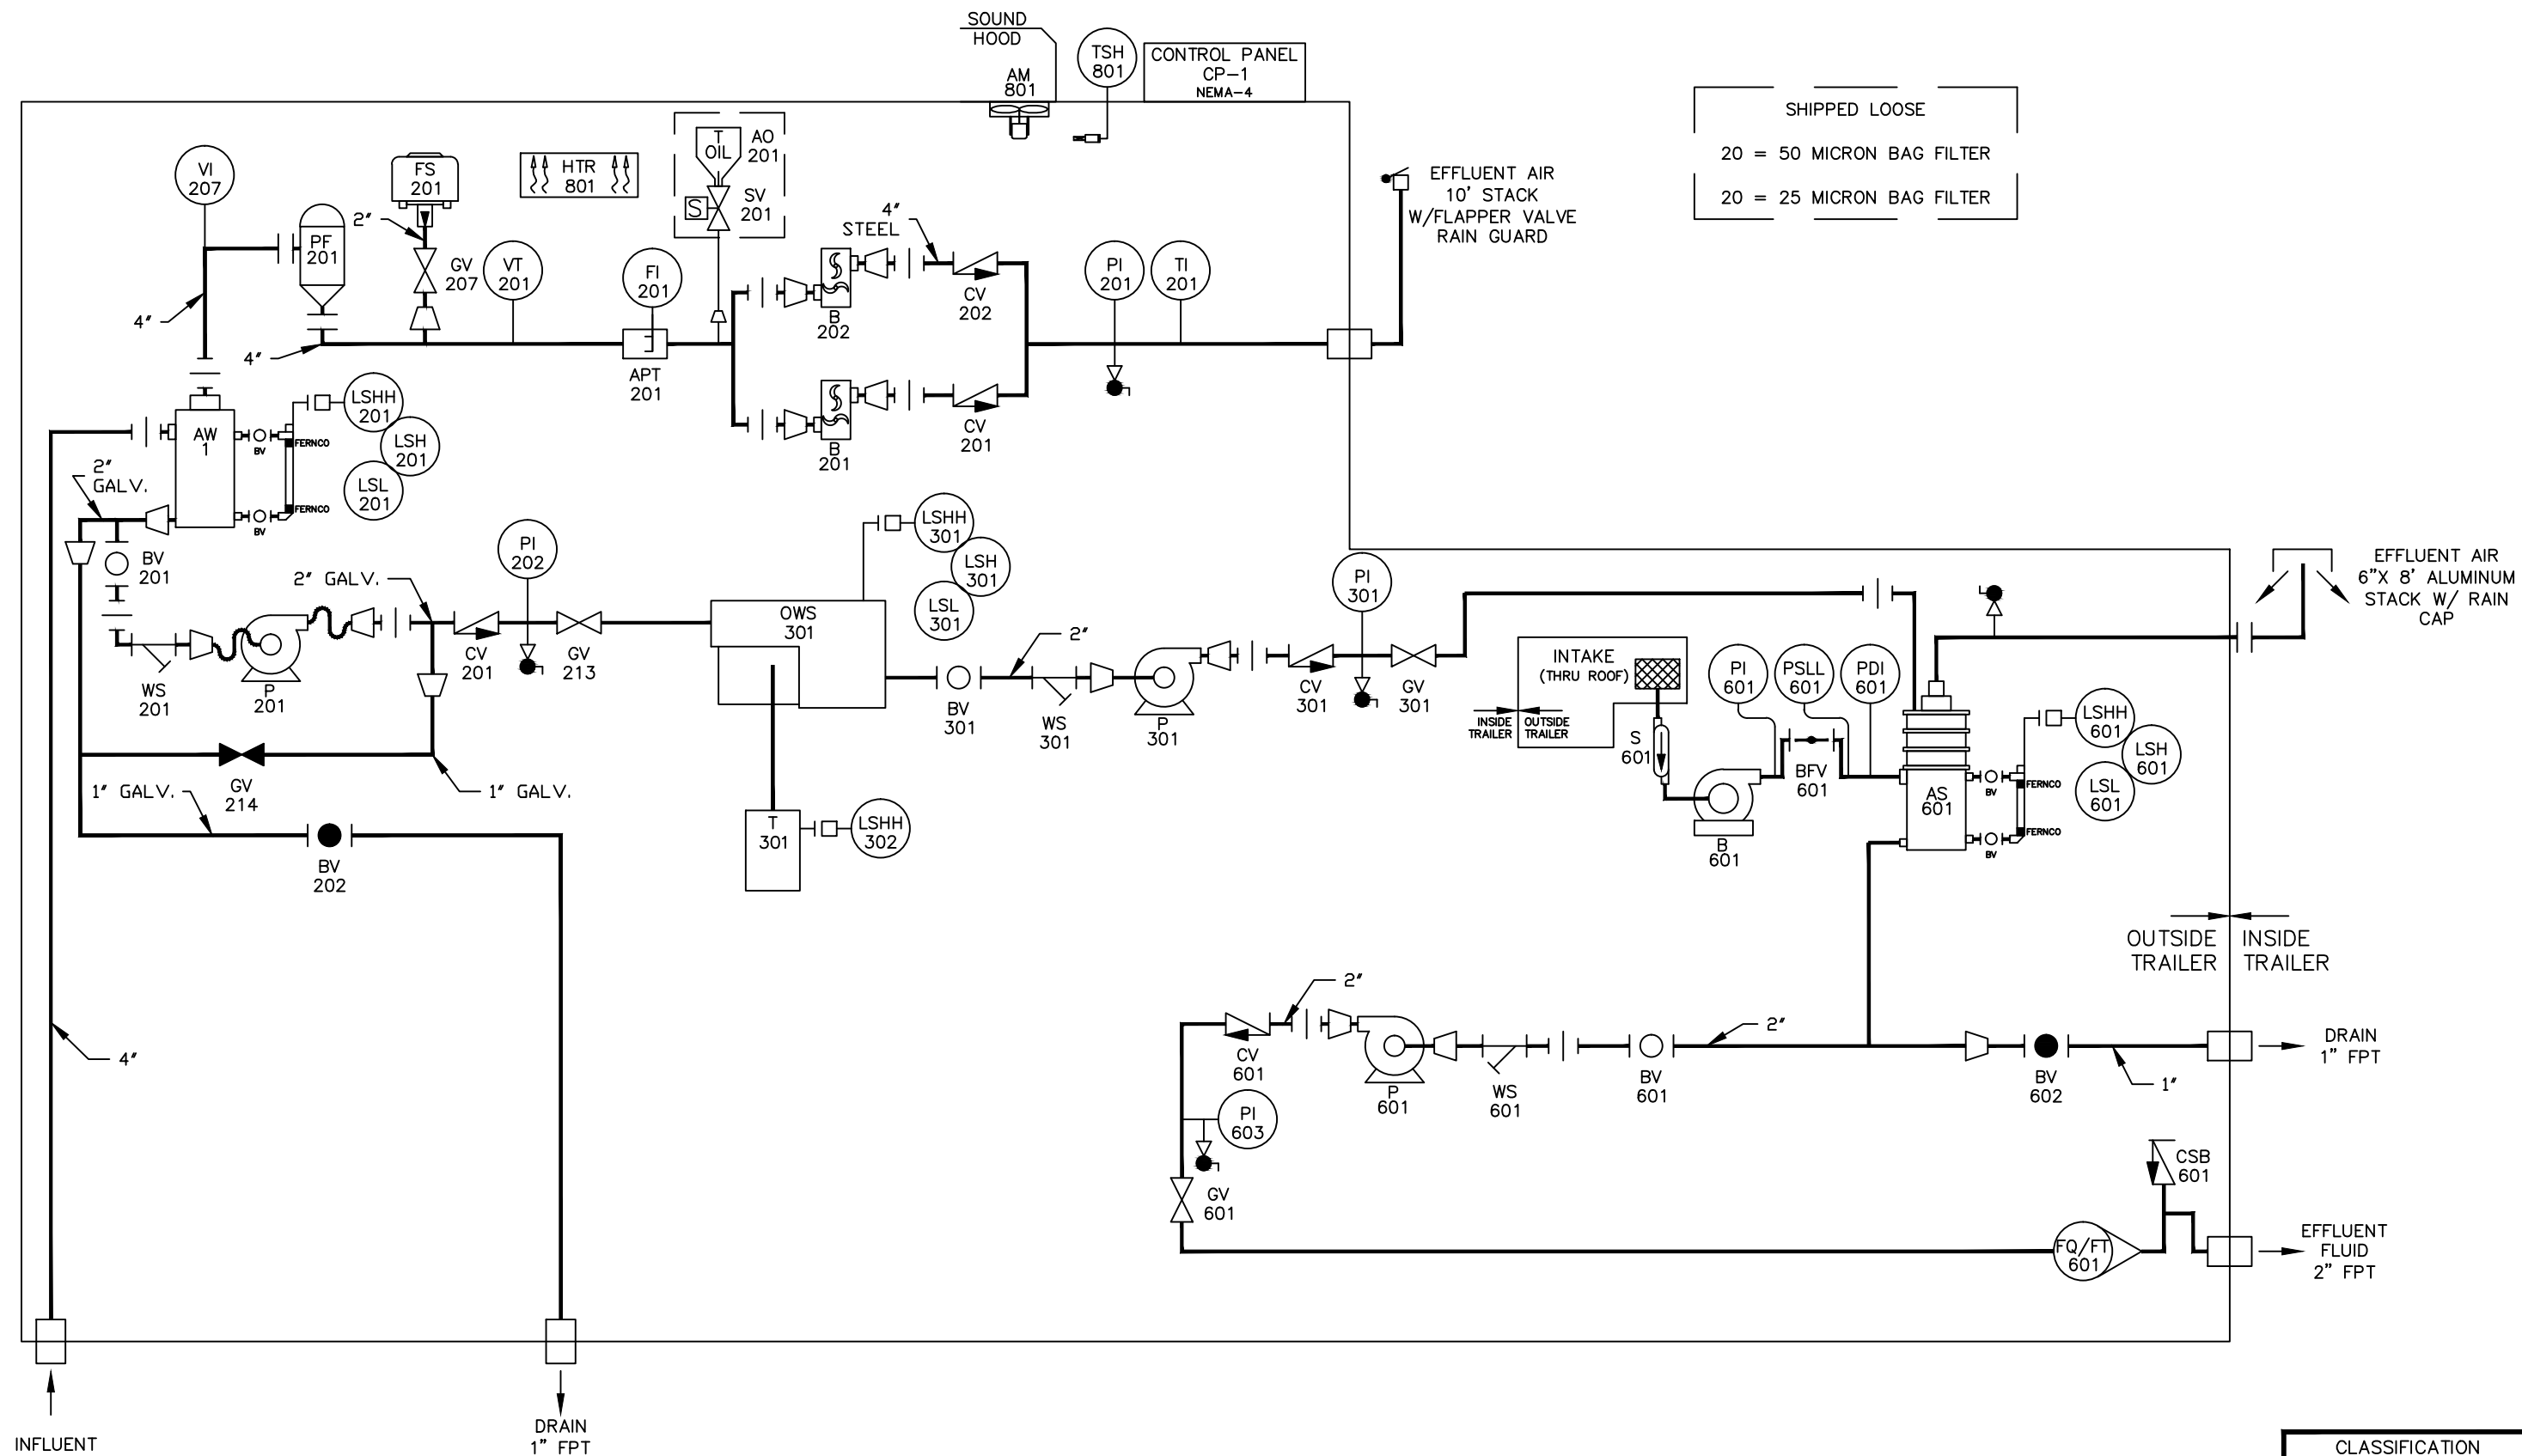 SOUND
HOOD
AM
801
TSH
801
CONTROL PANEL
CP-1
NEMA-4
SHIPPED LOOSE
20 = 50 MICRON BAG FILTER
20 = 25 MICRON BAG FILTER
VI
207
PF
201
2"
FS
201
GV
207
HTR
801
T
OIL
AO
201
S
SV
201
4"
STEEL
EFFLUENT AIR
10' STACK
W/FLAPPER VALVE
RAIN GUARD
VT
201
FI
201
B
202
CV
202
PI
201
TI
201
4"
4"
APT
201
B
201
CV
201
LSHH
201
LSH
201
LSL
201
AW
1
BV
FERNCO
BV
FERNCO
2"
GALV.
BV
201
WS
201
P
201
2" GALV.
PI
202
CV
201
GV
213
OWS
301
LSHH
301
LSH
301
LSL
301
2"
BV
301
WS
301
P
301
PI
301
CV
301
GV
301
INTAKE
(THRU ROOF)
INSIDE
TRAILER
OUTSIDE
TRAILER
S
601
PI
601
PSLL
601
PDI
601
BFV
601
B
601
AS
601
LSHH
601
LSH
601
LSL
601
BV
FERNCO
BV
FERNCO
EFFLUENT AIR
6"X 8' ALUMINUM
STACK W/ RAIN
CAP
GV
214
1" GALV.
1" GALV.
BV
202
T
301
LSHH
302
OUTSIDE
TRAILER
INSIDE
TRAILER
4"
2"
CV
601
P
601
WS
601
BV
601
2"
BV
602
1"
DRAIN
1" FPT
PI
603
GV
601
CSB
601
FQ/FT
601
EFFLUENT
FLUID
2" FPT
INFLUENT
DRAIN
1" FPT
CLASSIFICATION